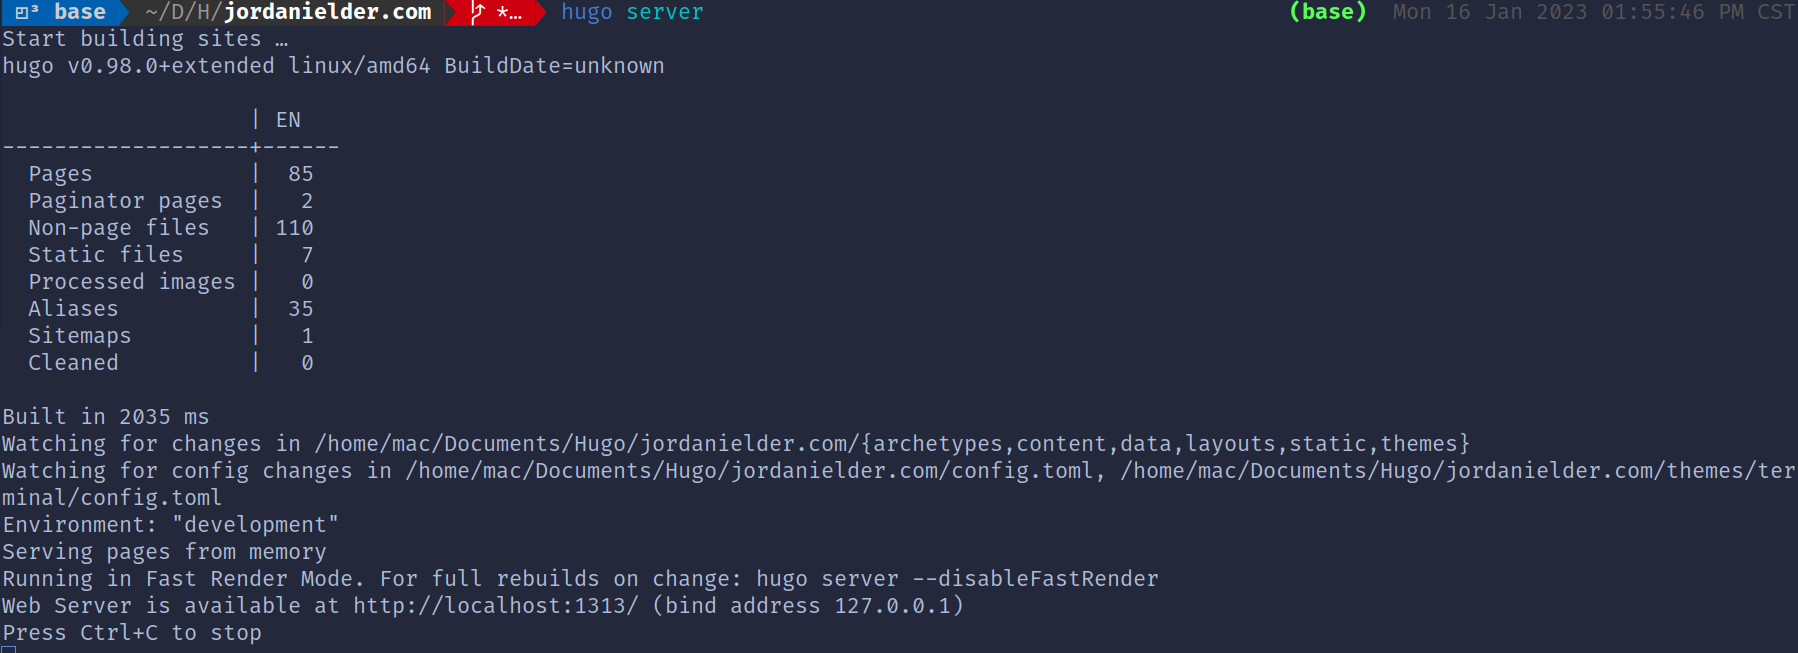 base ~/D/H/jordanielder.com *… hugo server (base) Mon 16 Jan 2023 01:55:46 PM CST
Start building sites …
hugo v0.98.0+extended linux/amd64 BuildDate=unknown
| EN
-------------------+------
Pages | 85
Paginator pages | 2
Non-page files | 110
Static files | 7
Processed images | 0
Aliases | 35
Sitemaps | 1
Cleaned | 0
Built in 2035 ms
Watching for changes in /home/mac/Documents/Hugo/jordanielder.com/{archetypes,content,data,layouts,static,themes}
Watching for config changes in /home/mac/Documents/Hugo/jordanielder.com/config.toml, /home/mac/Documents/Hugo/jordanielder.com/themes/ter
minal/config.toml
Environment: "development"
Serving pages from memory
Running in Fast Render Mode. For full rebuilds on change: hugo server --disableFastRender
Web Server is available at http://localhost:1313/ (bind address 127.0.0.1)
Press Ctrl+C to stop